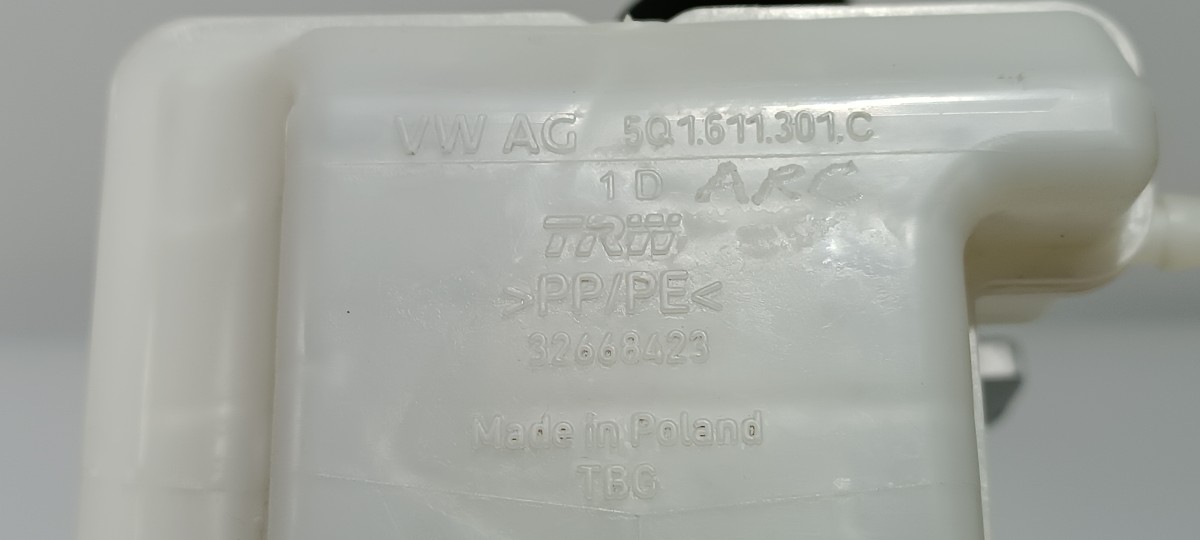 VW AG 5Q1.611.301.C
1 D ARC
TRW
>PP/PE<
32668423
Made in Poland
TBG